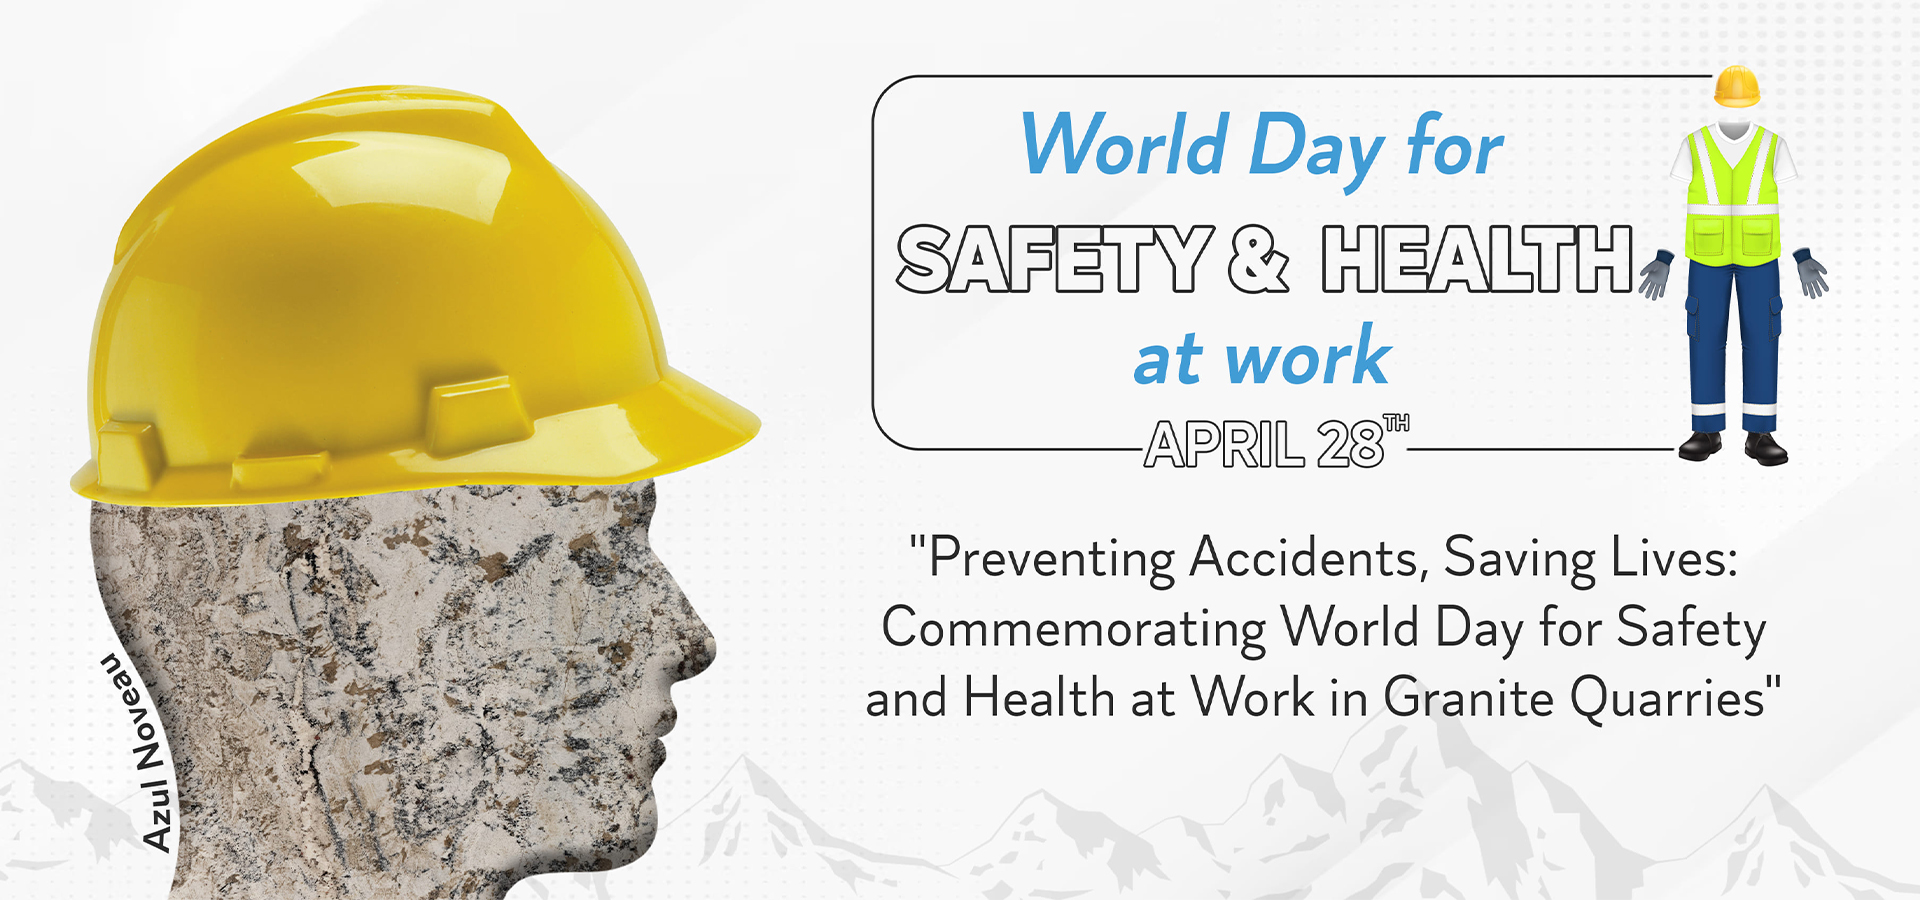 World Day for
SAFETY & HEALTH
at work
APRIL 28TH
"Preventing Accidents, Saving Lives:
Commemorating World Day for Safety
and Health at Work in Granite Quarries"
Azul Noveau